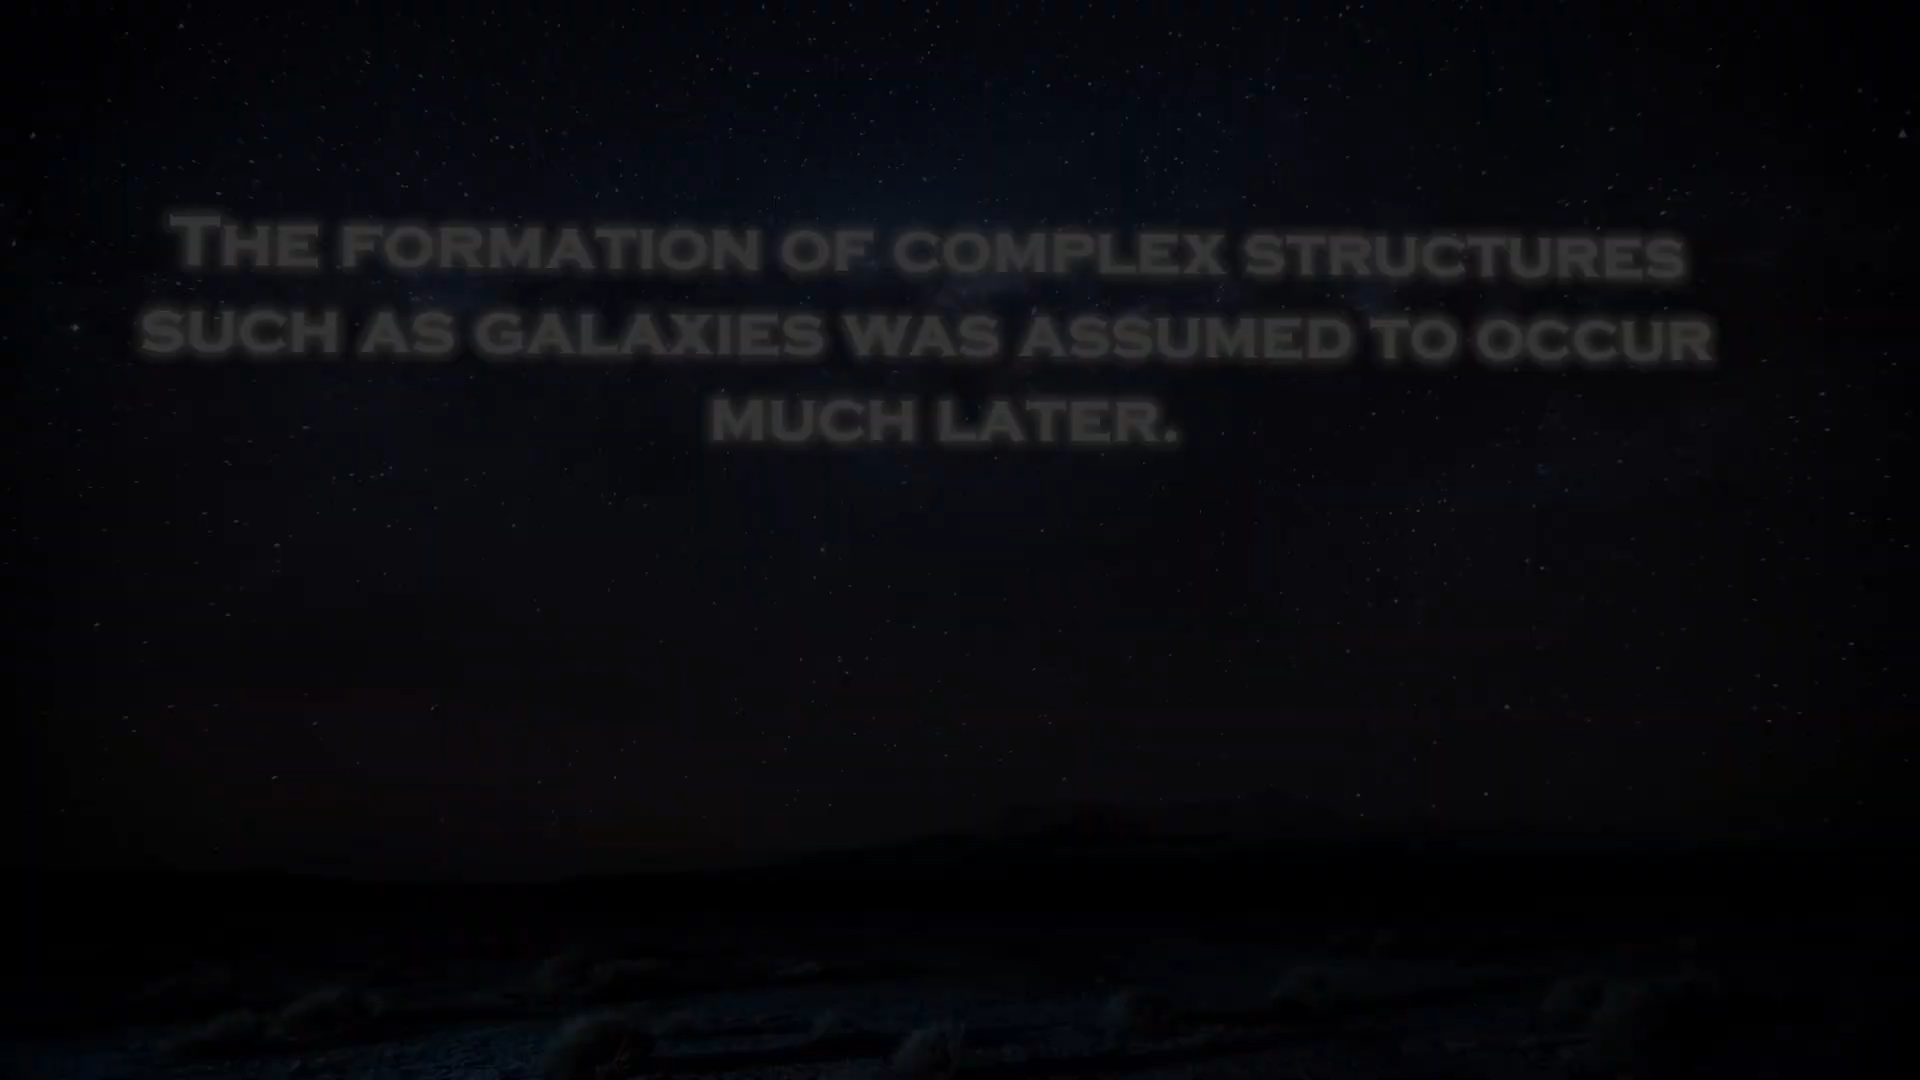 The formation of complex structures
such as galaxies was assumed to occur
much later.